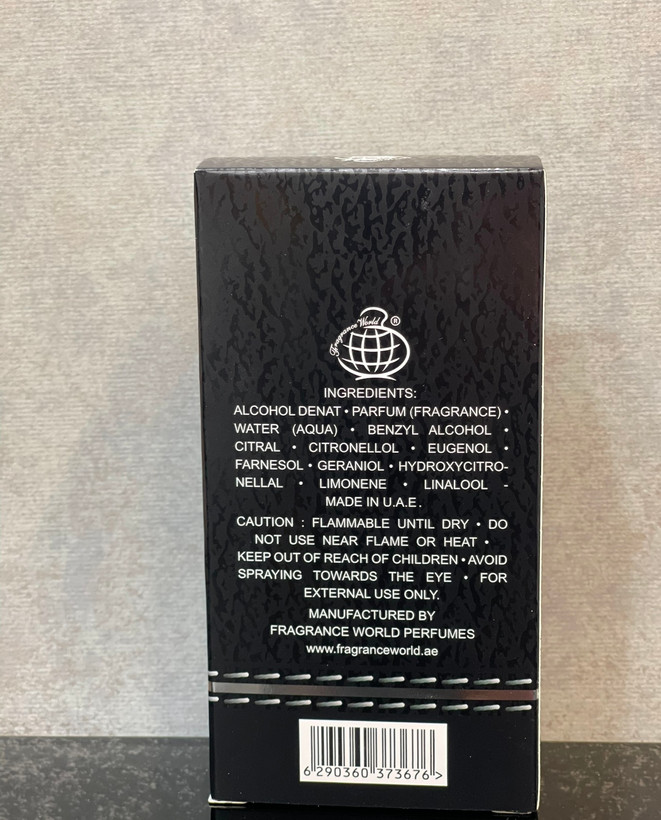 Fragrance World ®
INGREDIENTS:
ALCOHOL DENAT • PARFUM (FRAGRANCE) •
WATER (AQUA) • BENZYL ALCOHOL •
CITRAL • CITRONELLOL • EUGENOL •
FARNESOL • GERANIOL • HYDROXYCITRO-
NELLAL • LIMONENE • LINALOOL -
MADE IN U.A.E.
CAUTION : FLAMMABLE UNTIL DRY • DO
NOT USE NEAR FLAME OR HEAT •
KEEP OUT OF REACH OF CHILDREN • AVOID
SPRAYING TOWARDS THE EYE • FOR
EXTERNAL USE ONLY.
MANUFACTURED BY
FRAGRANCE WORLD PERFUMES
www.fragranceworld.ae
6 290360 373676 >